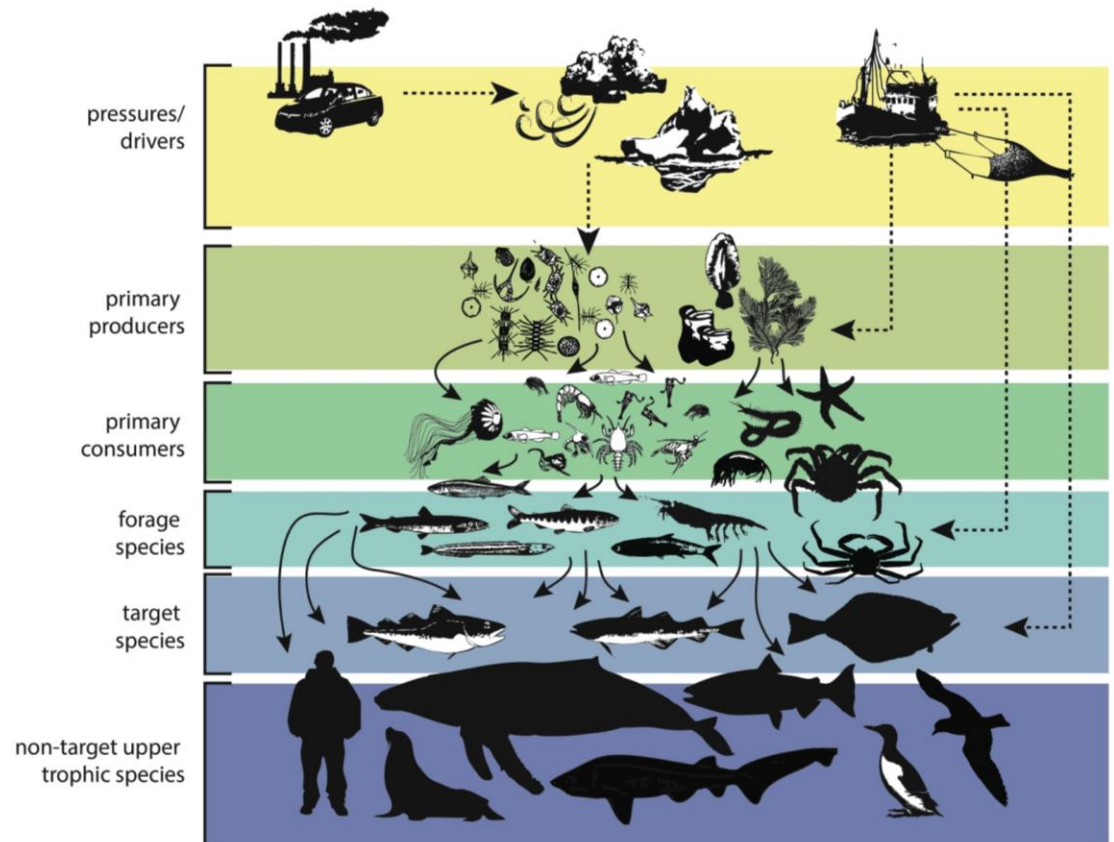 pressures/
drivers
primary
producers
primary
consumers
forage
species
target
species
non-target upper
trophic species